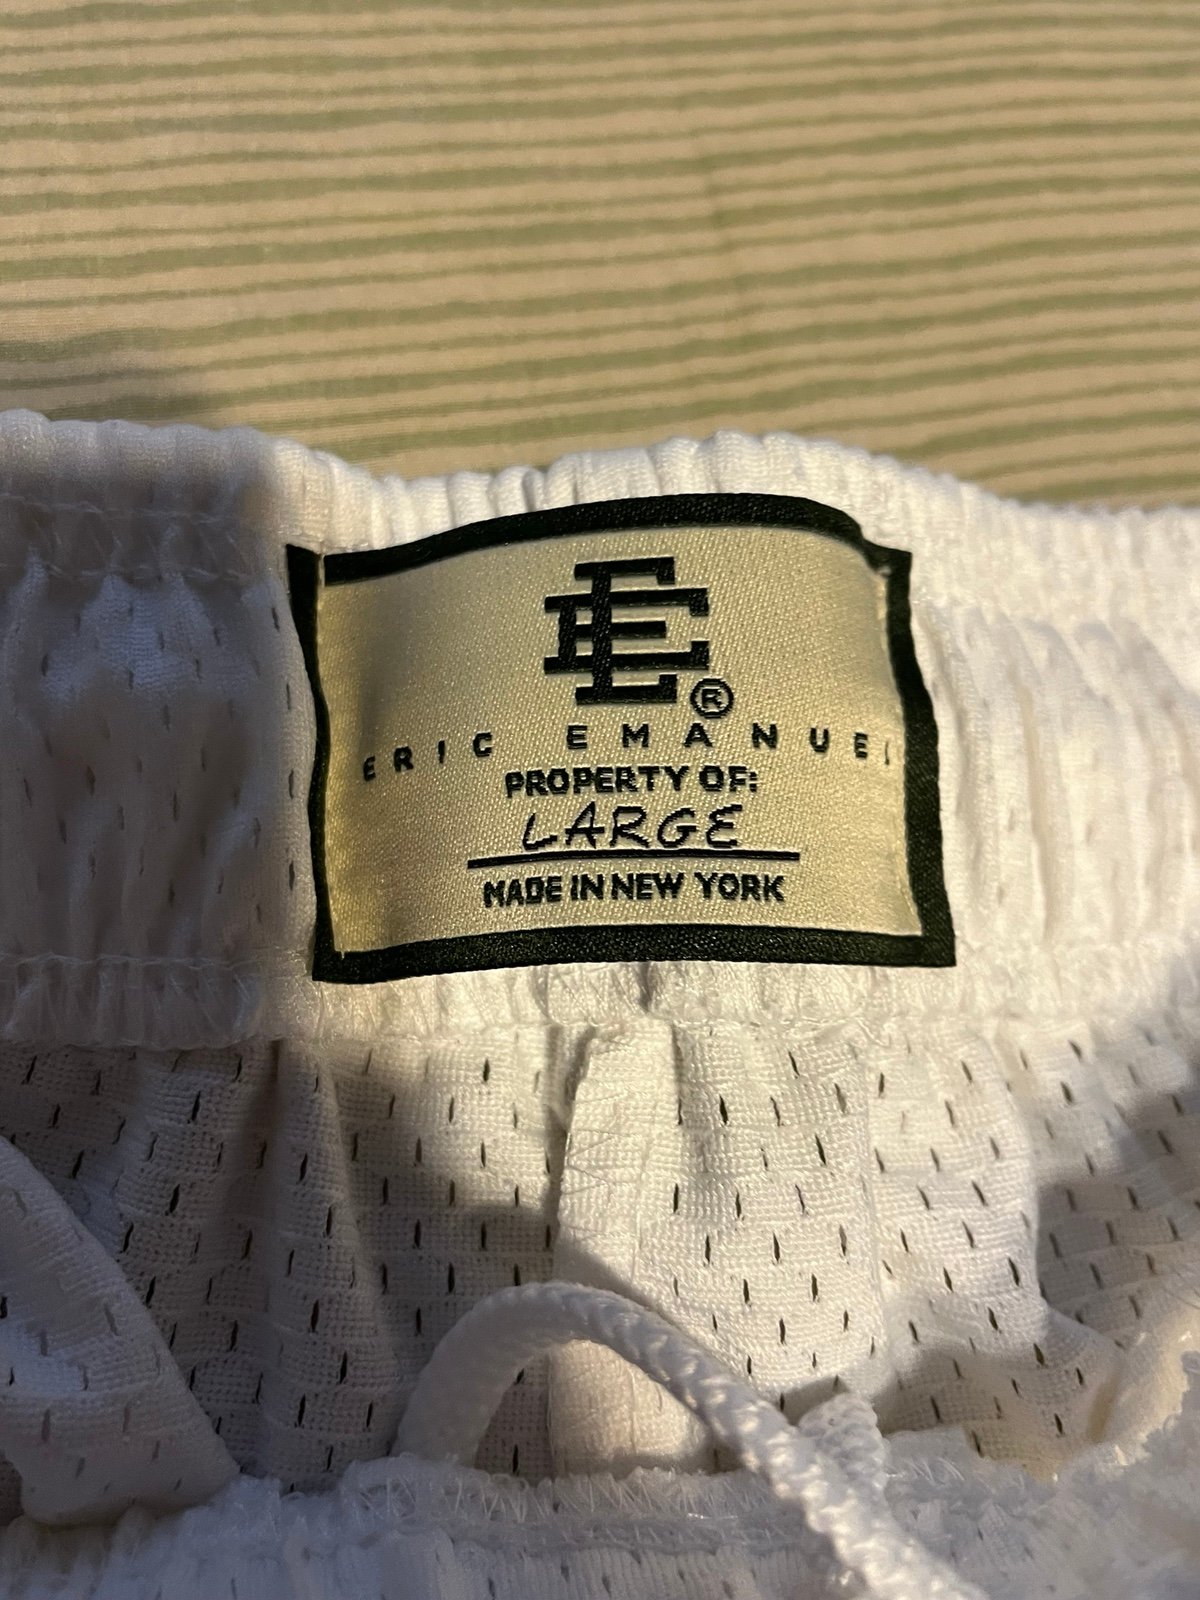 EE®
ERIC EMANUEL
PROPERTY OF:
LARGE
MADE IN NEW YORK